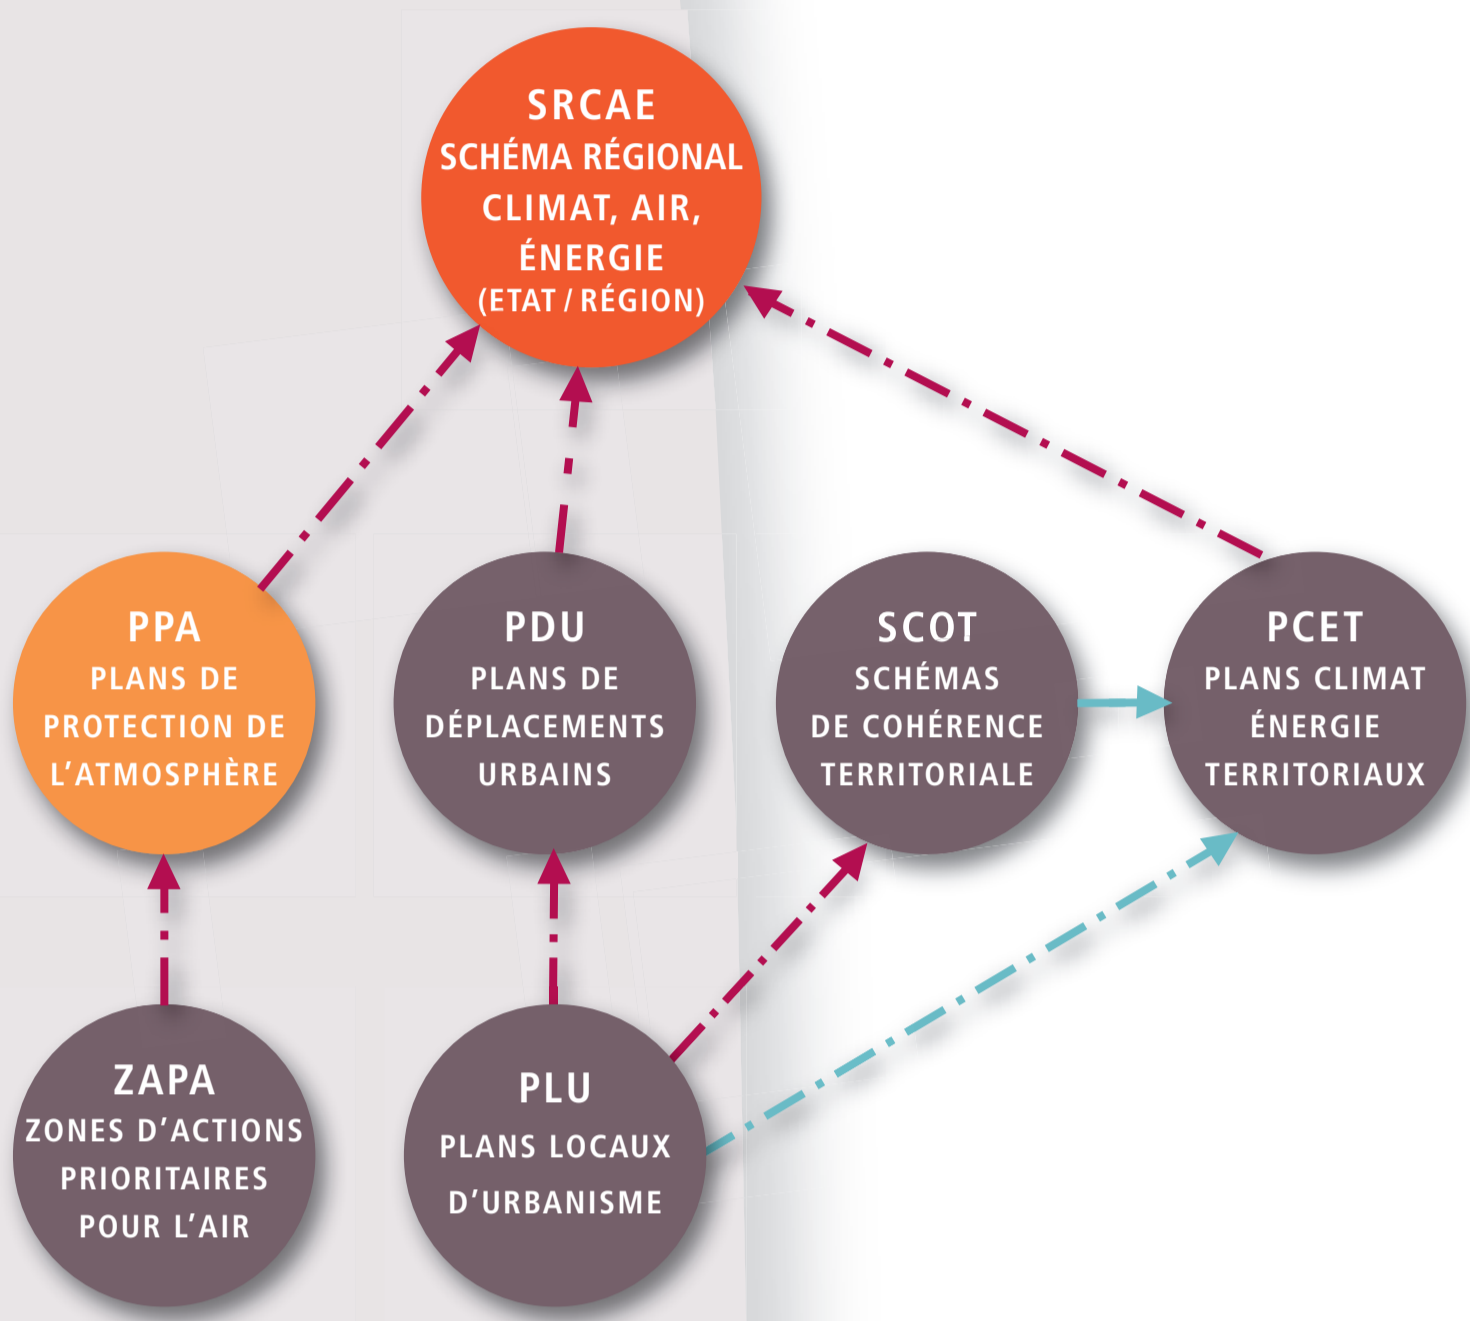 SRCAE
SCHÉMA RÉGIONAL
CLIMAT, AIR,
ÉNERGIE
(ETAT / RÉGION)
PPA
PLANS DE
PROTECTION DE
L'ATMOSPHÈRE
PDU
PLANS DE
DÉPLACEMENTS
URBAINS
SCOT
SCHÉMAS
DE COHÉRENCE
TERRITORIALE
PCET
PLANS CLIMAT
ÉNERGIE
TERRITORIAUX
ZAPA
ZONES D'ACTIONS
PRIORITAIRES
POUR L'AIR
PLU
PLANS LOCAUX
D'URBANISME